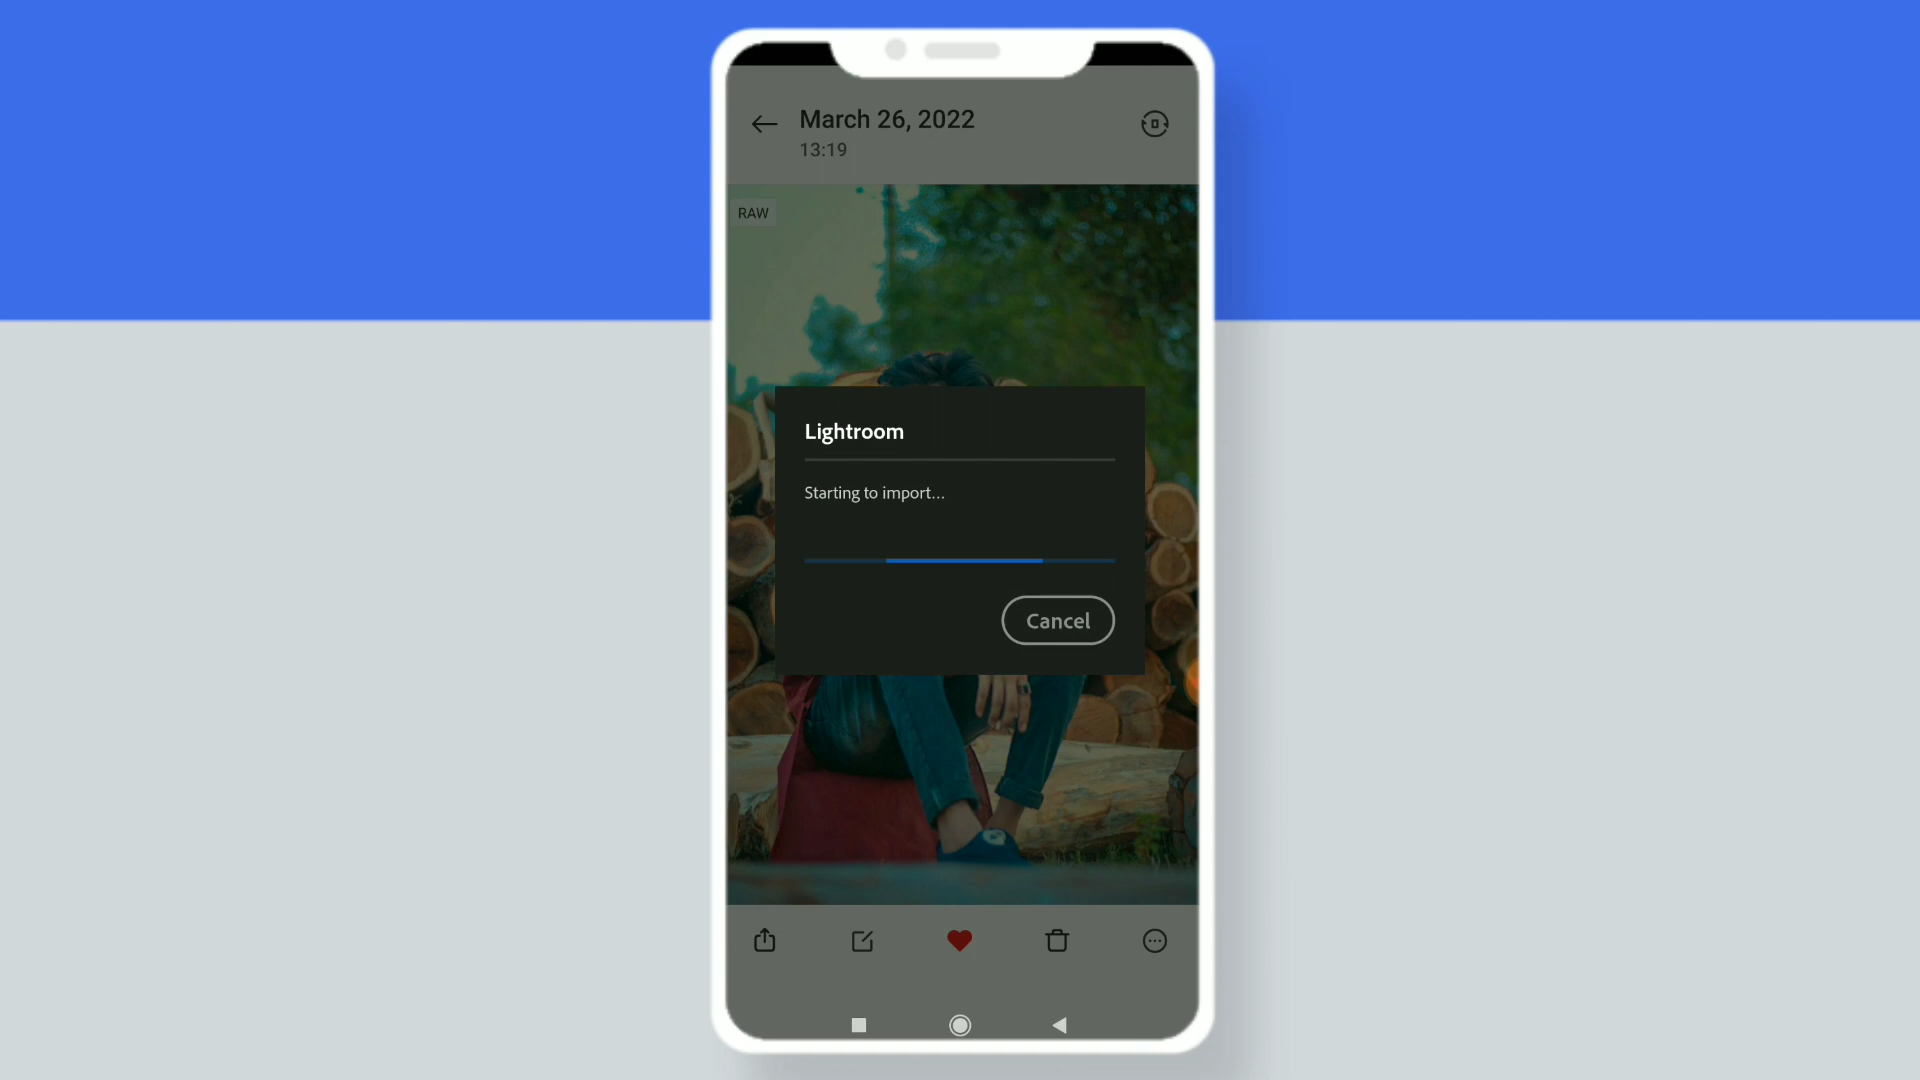 March 26, 2022
13:19
RAW
Lightroom
Starting to import...
Cancel